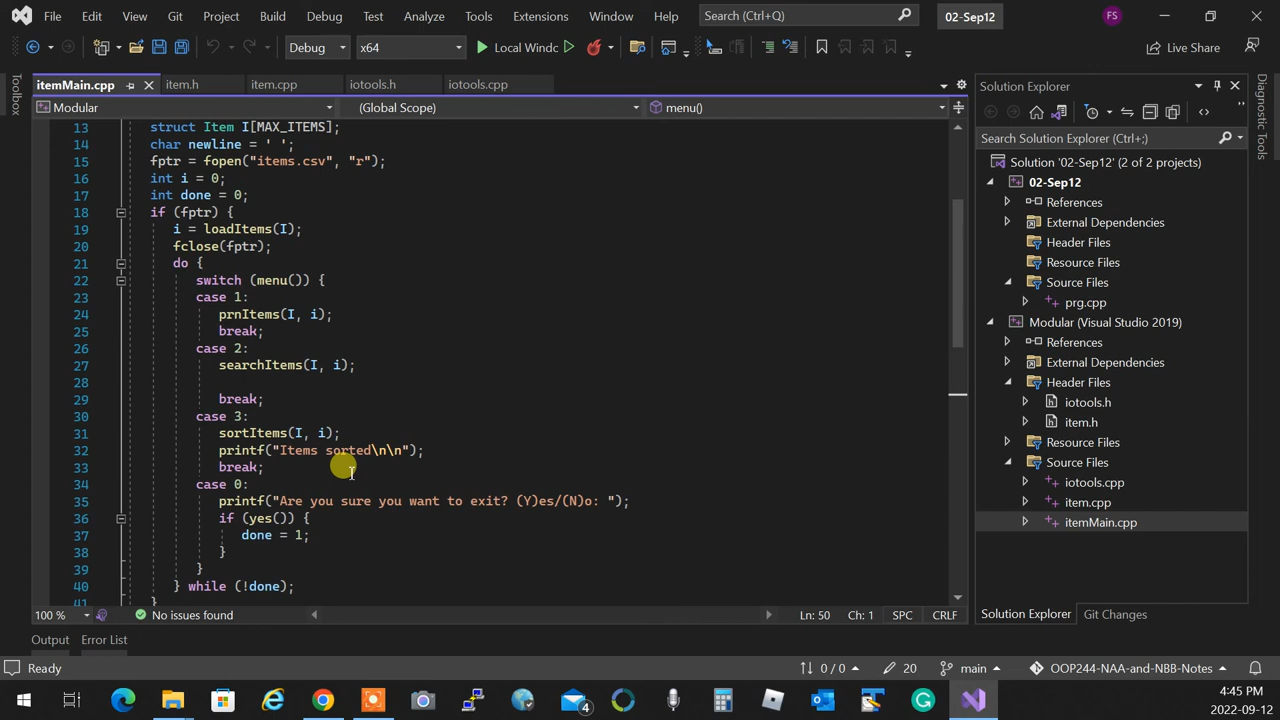 File Edit View Git Project Build Debug Test Analyze Tools Extensions Window Help Search (Ctrl+Q) 02-Sep12 FS
Debug x64 Local Windc Live Share
Toolbox itemMain.cpp item.h item.cpp iotools.h iotools.cpp
Modular (Global Scope) menu()
13 struct Item I[MAX_ITEMS];
14 char newline = ' ';
15 fptr = fopen("items.csv", "r");
16 int i = 0;
17 int done = 0;
18 if (fptr) {
19 i = loadItems(I);
20 fclose(fptr);
21 do {
22 switch (menu()) {
23 case 1:
24 prnItems(I, i);
25 break;
26 case 2:
27 searchItems(I, i);
28
29 break;
30 case 3:
31 sortItems(I, i);
32 printf("Items sorted\n\n");
33 break;
34 case 0:
35 printf("Are you sure you want to exit? (Y)es/(N)o: ");
36 if (yes()) {
37 done = 1;
38 }
39 }
40 } while (!done);
41 }
100 % No issues found Ln: 50 Ch: 1 SPC CRLF
Solution Explorer
Search Solution Explorer (Ctrl+;)
Solution '02-Sep12' (2 of 2 projects)
02-Sep12
References
External Dependencies
Header Files
Resource Files
Source Files
prg.cpp
Modular (Visual Studio 2019)
References
External Dependencies
Header Files
iotools.h
item.h
Resource Files
Source Files
iotools.cpp
item.cpp
itemMain.cpp
Solution Explorer Git Changes
Diagnostic Tools
Output Error List
Ready 0 / 0 20 main OOP244-NAA-and-NBB-Notes
4
4:45 PM
2022-09-12